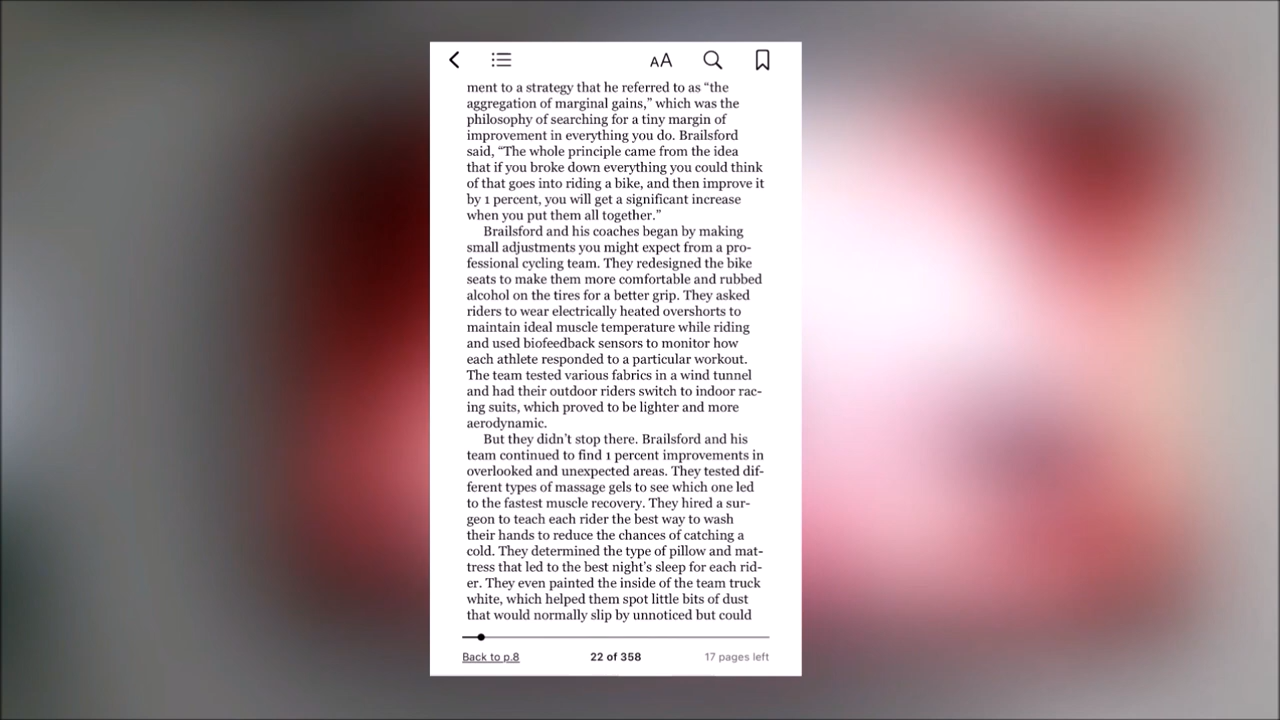 AA
ment to a strategy that he referred to as “the
aggregation of marginal gains,” which was the
philosophy of searching for a tiny margin of
improvement in everything you do. Brailsford
said, “The whole principle came from the idea
that if you broke down everything you could think
of that goes into riding a bike, and then improve it
by 1 percent, you will get a significant increase
when you put them all together.”
Brailsford and his coaches began by making
small adjustments you might expect from a pro-
fessional cycling team. They redesigned the bike
seats to make them more comfortable and rubbed
alcohol on the tires for a better grip. They asked
riders to wear electrically heated overshorts to
maintain ideal muscle temperature while riding
and used biofeedback sensors to monitor how
each athlete responded to a particular workout.
The team tested various fabrics in a wind tunnel
and had their outdoor riders switch to indoor rac-
ing suits, which proved to be lighter and more
aerodynamic.
But they didn’t stop there. Brailsford and his
team continued to find 1 percent improvements in
overlooked and unexpected areas. They tested dif-
ferent types of massage gels to see which one led
to the fastest muscle recovery. They hired a sur-
geon to teach each rider the best way to wash
their hands to reduce the chances of catching a
cold. They determined the type of pillow and mat-
tress that led to the best night’s sleep for each rid-
er. They even painted the inside of the team truck
white, which helped them spot little bits of dust
that would normally slip by unnoticed but could
Back to p.8 22 of 358 17 pages left